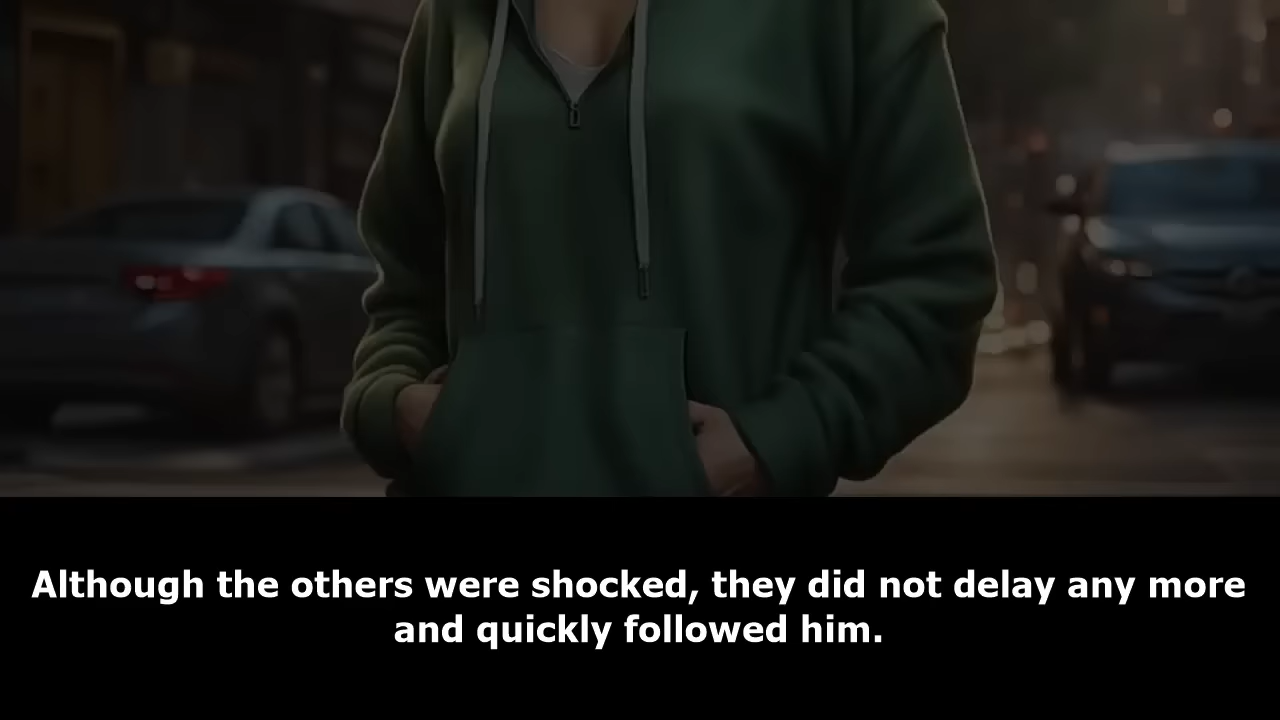 Although the others were shocked, they did not delay any more
and quickly followed him.